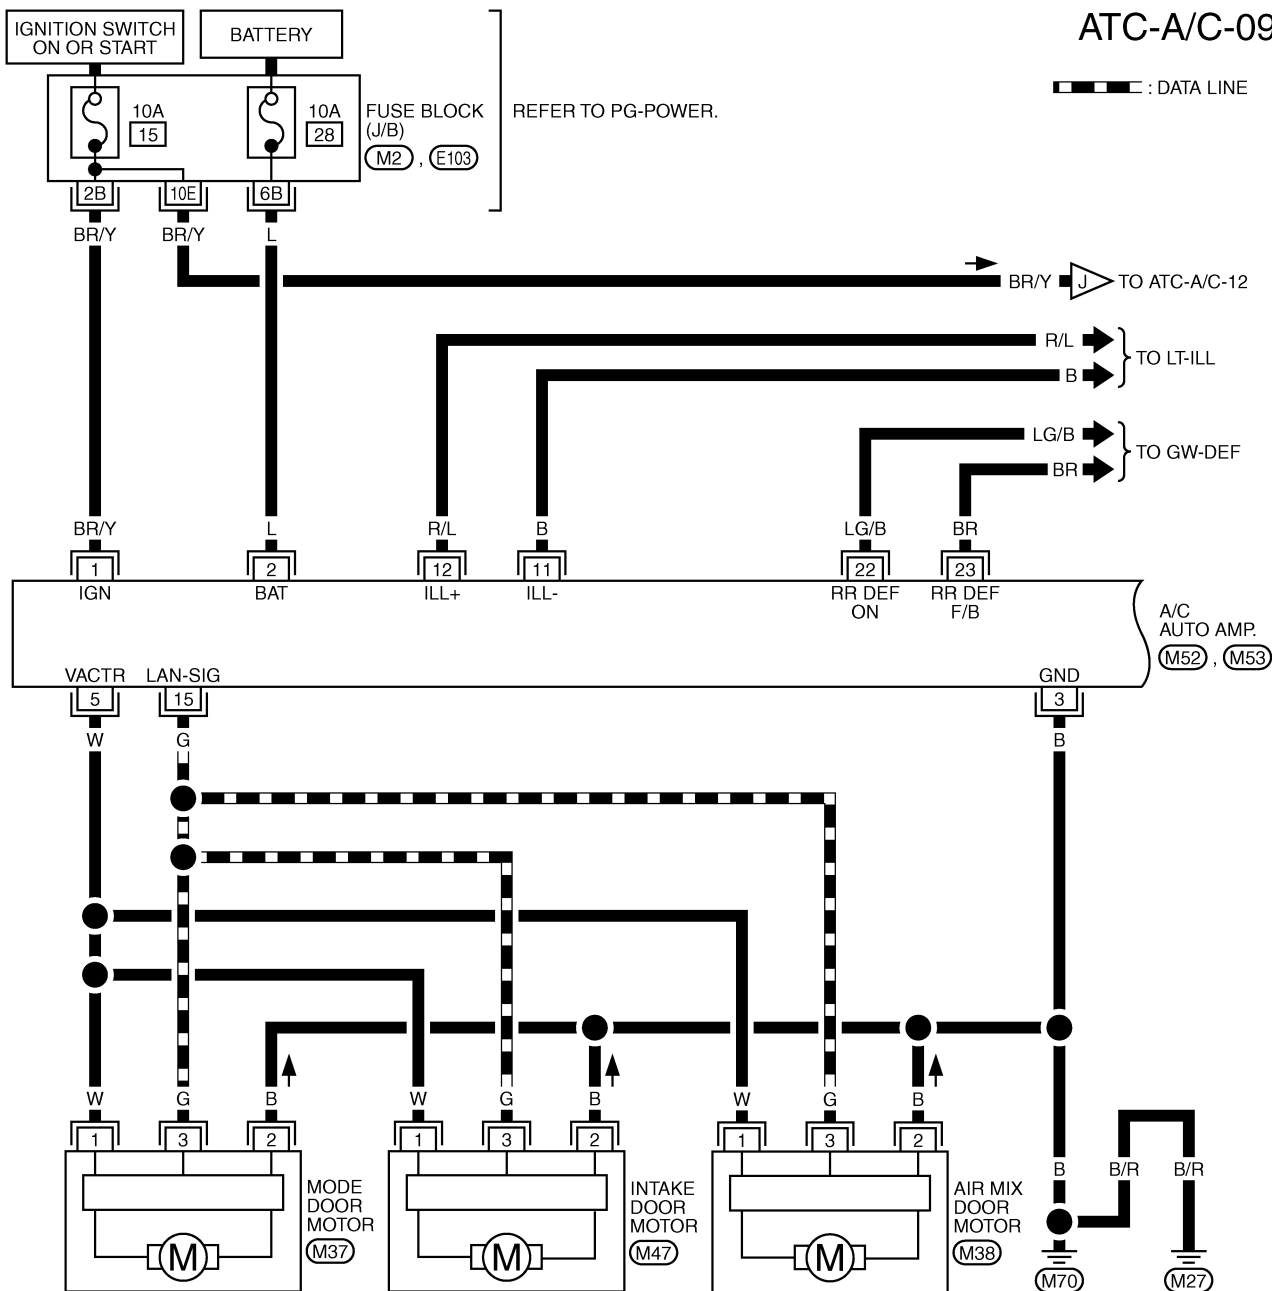 ATC-A/C-09
IGNITION SWITCH
ON OR START
BATTERY
: DATA LINE
10A
15
10A
28
FUSE BLOCK
(J/B)
M2 , E103
REFER TO PG-POWER.
2B 10E 6B
BR/Y BR/Y L
BR/Y J TO ATC-A/C-12
R/L
B
TO LT-ILL
LG/B
BR
TO GW-DEF
BR/Y L R/L B LG/B BR
1 2 12 11 22 23
IGN BAT ILL+ ILL- RR DEF RR DEF
ON F/B
A/C
AUTO AMP.
M52 , M53
VACTR LAN-SIG GND
5 15 3
W G B
W G B W G B W G B
1 3 2 1 3 2 1 3 2
B B/R B/R
MODE
DOOR
MOTOR
M37
M
INTAKE
DOOR
MOTOR
M47
M
AIR MIX
DOOR
MOTOR
M38
M
M70 M27